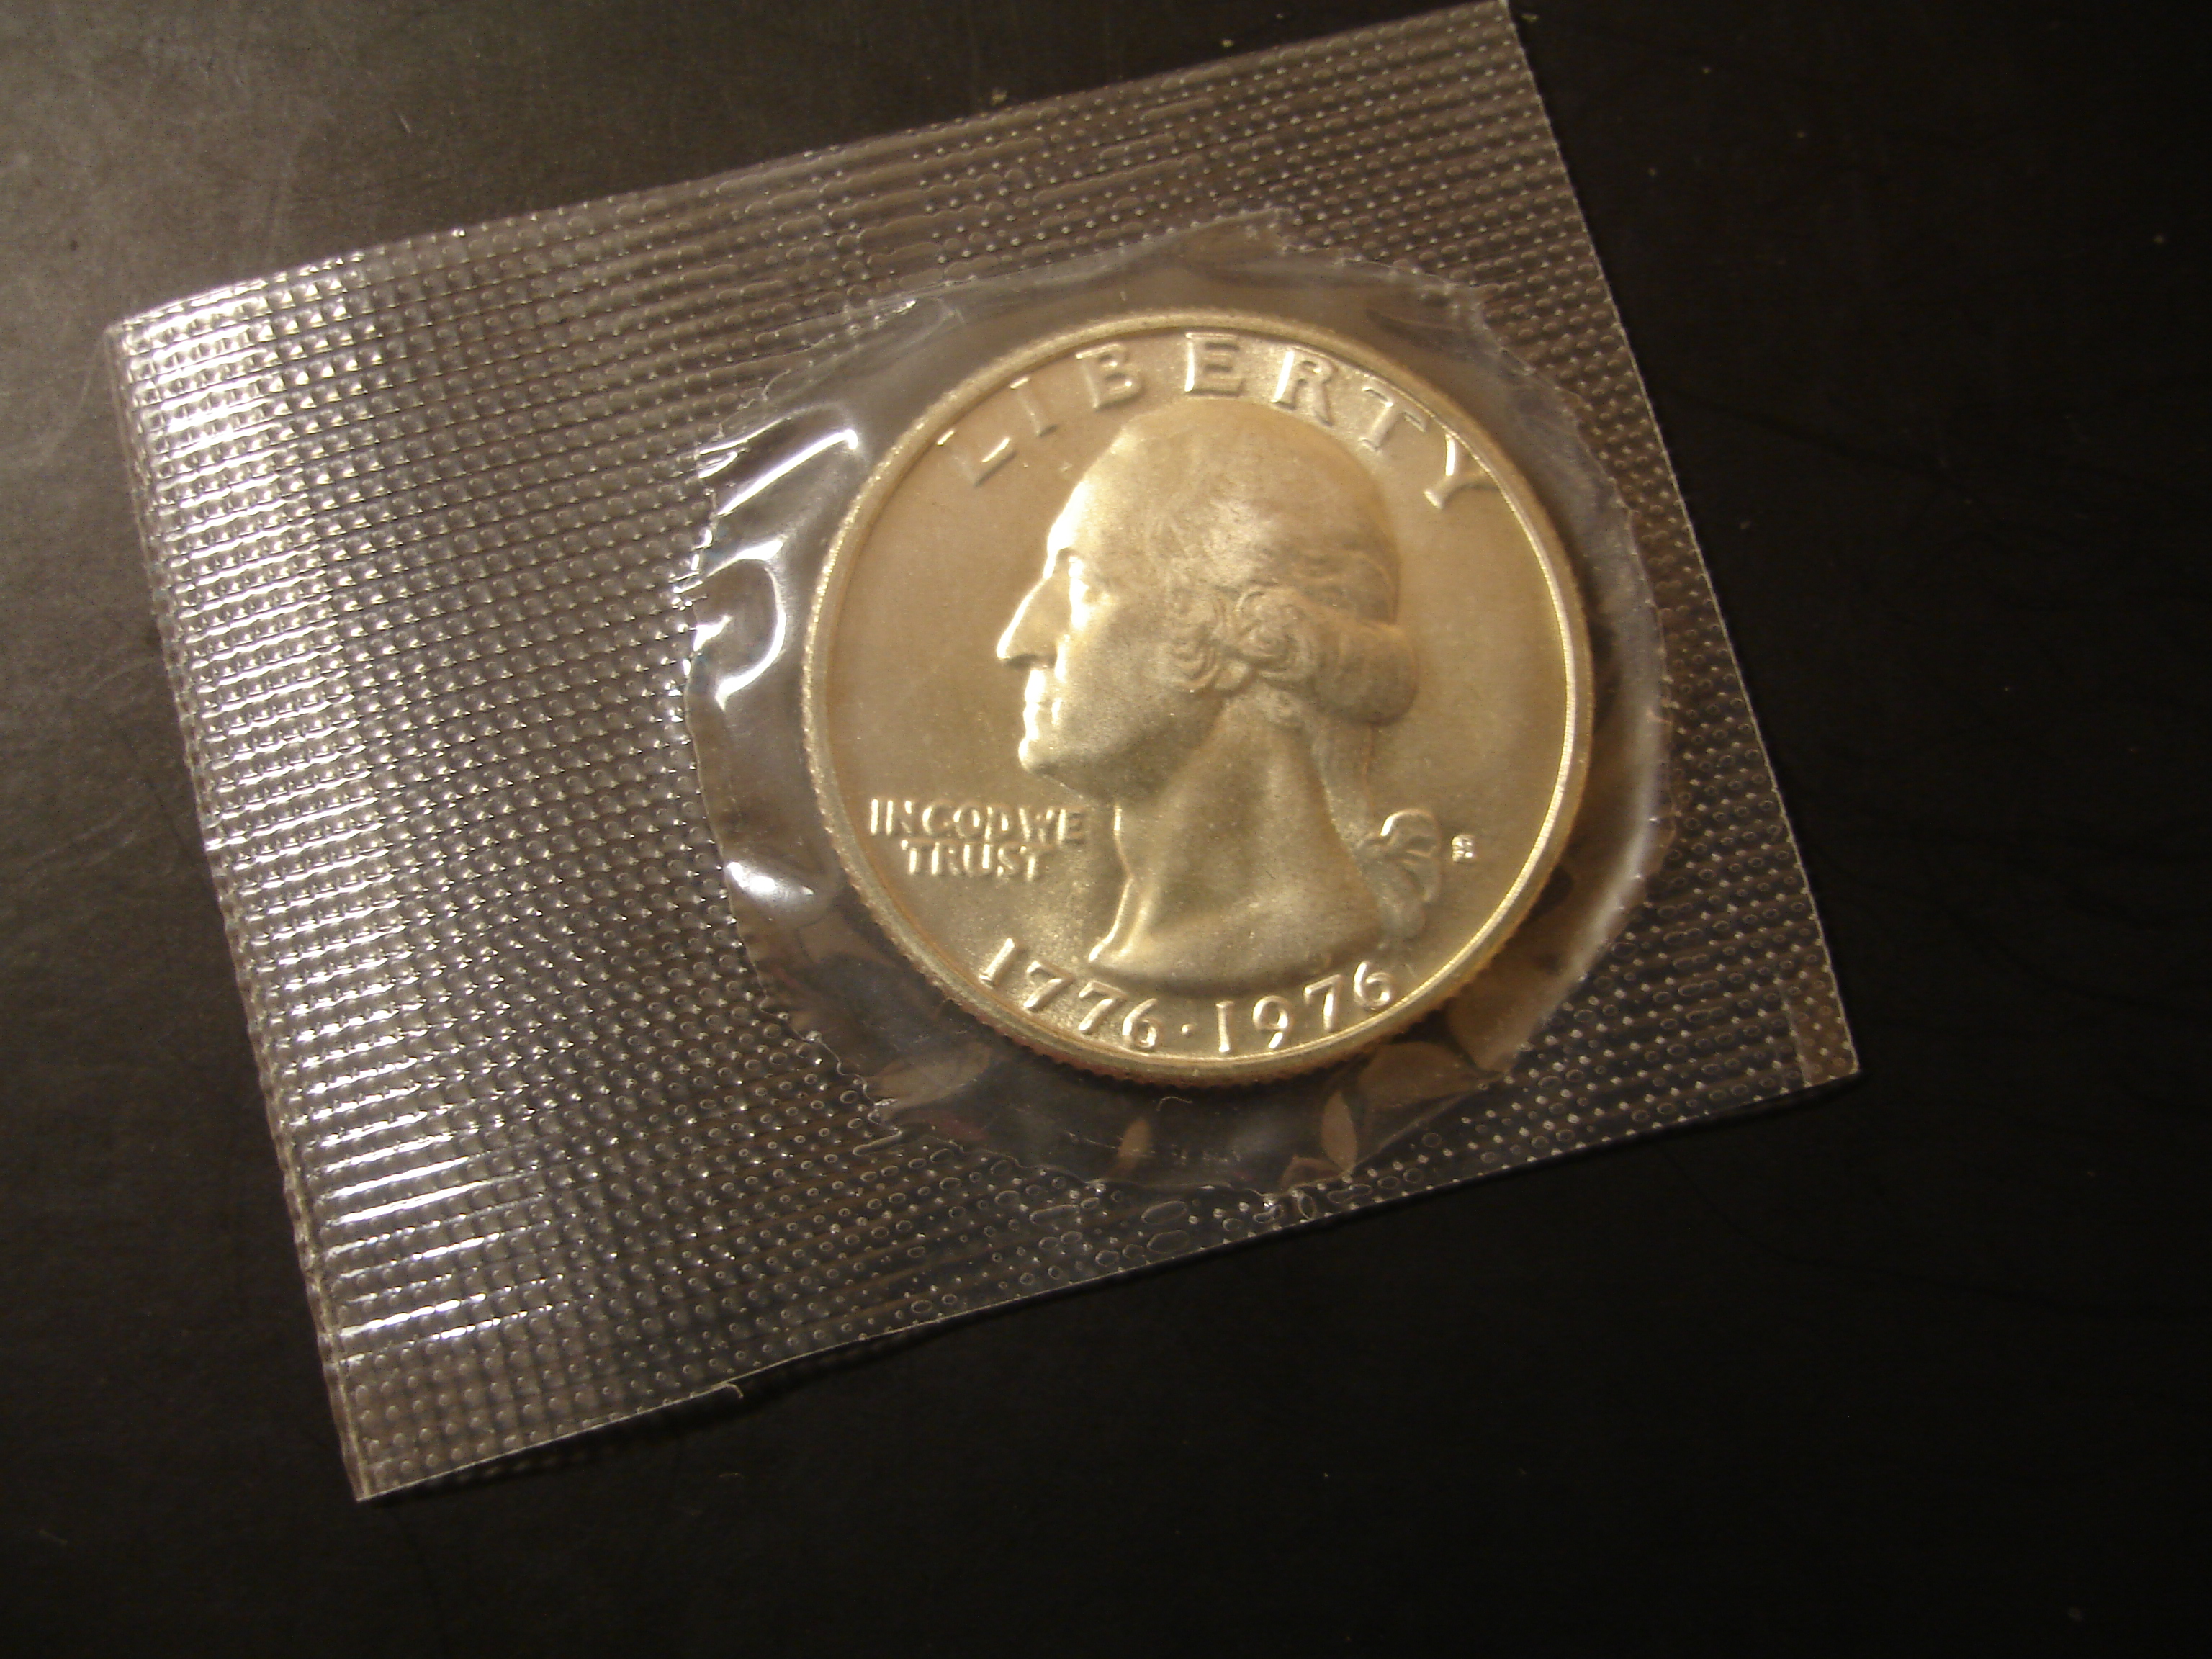 LIBERTY
IN GOD WE
TRUST
S
1776·1976